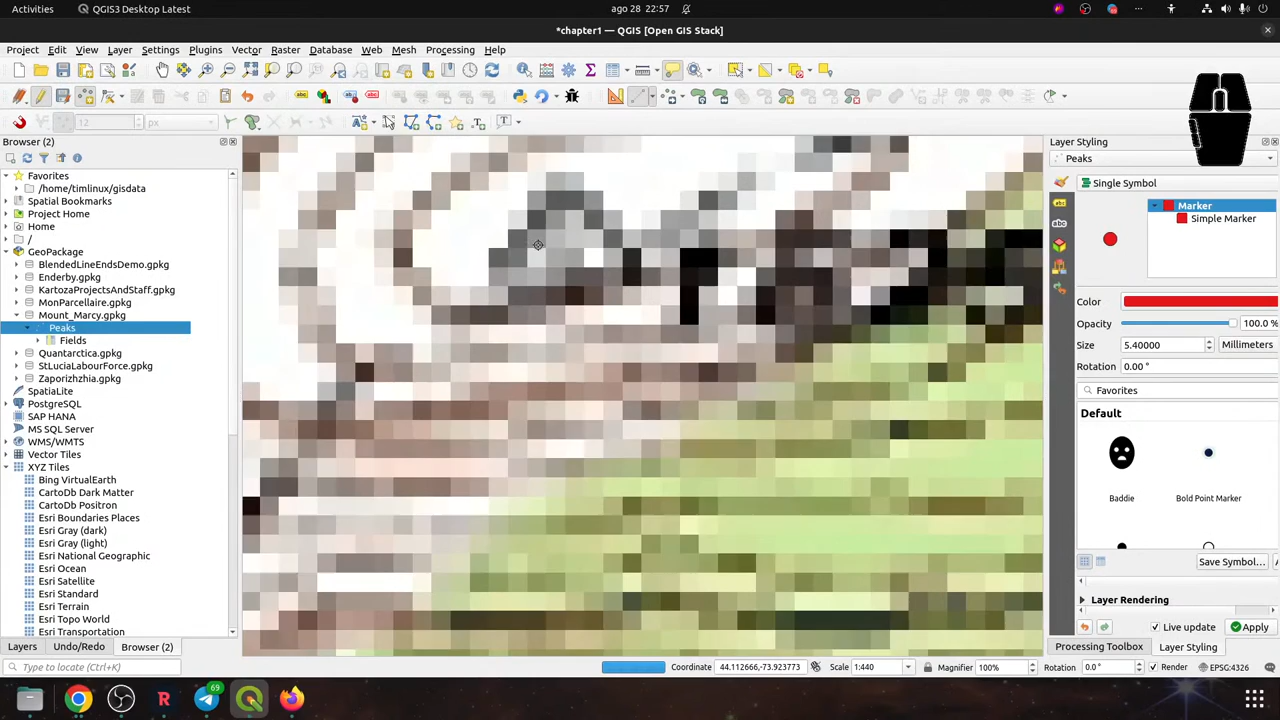 Activities QGIS3 Desktop Latest ago 28 22:57
*chapter1 — QGIS [Open GIS Stack]
Project Edit View Layer Settings Plugins Vector Raster Database Web Mesh Processing Help
12 px
Browser (2)
Favorites
/home/timlinux/gisdata
Spatial Bookmarks
Project Home
Home
/
GeoPackage
BlendedLineEndsDemo.gpkg
Enderby.gpkg
KartozaProjectsAndStaff.gpkg
MonParcellaire.gpkg
Mount_Marcy.gpkg
Peaks
Fields
Quantarctica.gpkg
StLuciaLabourForce.gpkg
Zaporizhzhia.gpkg
SpatiaLite
PostgreSQL
SAP HANA
MS SQL Server
WMS/WMTS
Vector Tiles
XYZ Tiles
Bing VirtualEarth
CartoDb Dark Matter
CartoDb Positron
Esri Boundaries Places
Esri Gray (dark)
Esri Gray (light)
Esri National Geographic
Esri Ocean
Esri Satellite
Esri Standard
Esri Terrain
Esri Topo World
Esri Transportation
Layers Undo/Redo Browser (2)
Layer Styling
Peaks
Single Symbol
Marker
Simple Marker
Color
Opacity 100.0 %
Size 5.40000 Millimeters
Rotation 0.00 °
Favorites
Default
Baddie Bold Point Marker
Save Symbol…
Layer Rendering
Live update Apply
Processing Toolbox Layer Styling
Type to locate (Ctrl+K) Coordinate 44.112666,-73.923773 Scale 1:440 Magnifier 100% Rotation 0.0 ° Render EPSG:4326
69